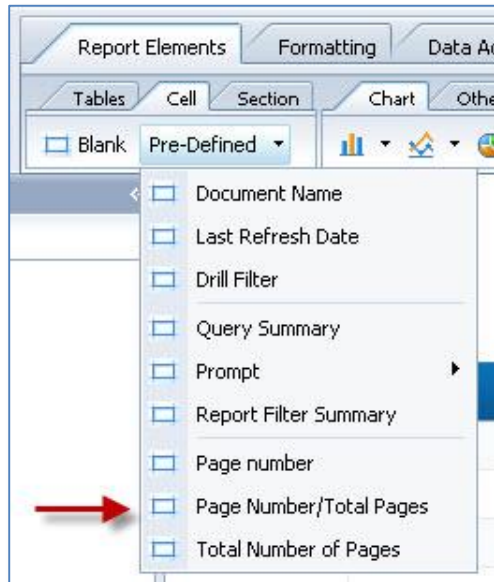 Report Elements Formatting Data Ac
Tables Cell Section Chart Othe
Blank Pre-Defined
Document Name
Last Refresh Date
Drill Filter
Query Summary
Prompt
Report Filter Summary
Page number
Page Number/Total Pages
Total Number of Pages